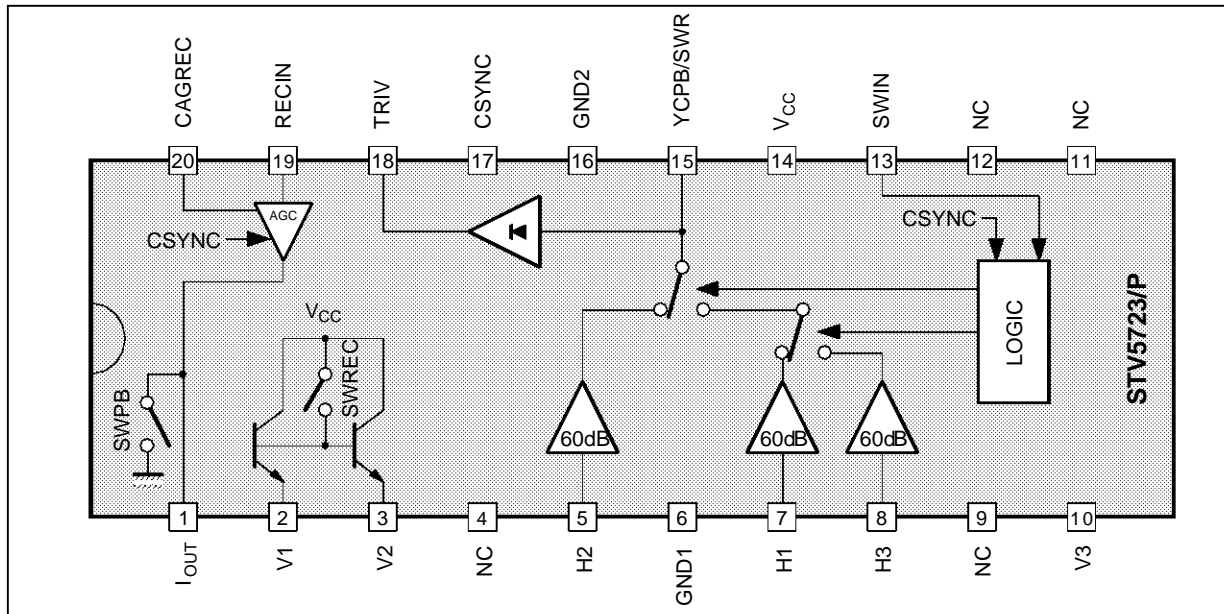 CAGREC
RECIN
TRIV
CSYNC
GND2
YCPB/SWR
VCC
SWIN
NC
NC
20
19
18
17
16
15
14
13
12
11
AGC
CSYNC
CSYNC
VCC
SWREC
SWPB
LOGIC
STV5723/P
60dB
60dB
60dB
1
2
3
4
5
6
7
8
9
10
IOUT
V1
V2
NC
H2
GND1
H1
H3
NC
V3